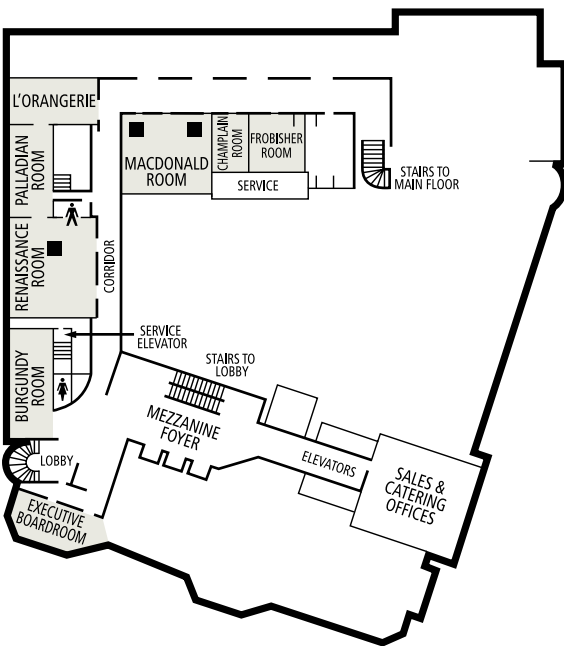 L'ORANGERIE
PALLADIAN
ROOM
MACDONALD
ROOM
CHAMPLAIN
ROOM
FROBISHER
ROOM
SERVICE
STAIRS TO
MAIN FLOOR
RENAISSANCE
ROOM
CORRIDOR
SERVICE
ELEVATOR
BURGUNDY
ROOM
STAIRS TO
LOBBY
MEZZANINE
FOYER
ELEVATORS
SALES &
CATERING
OFFICES
LOBBY
EXECUTIVE
BOARDROOM